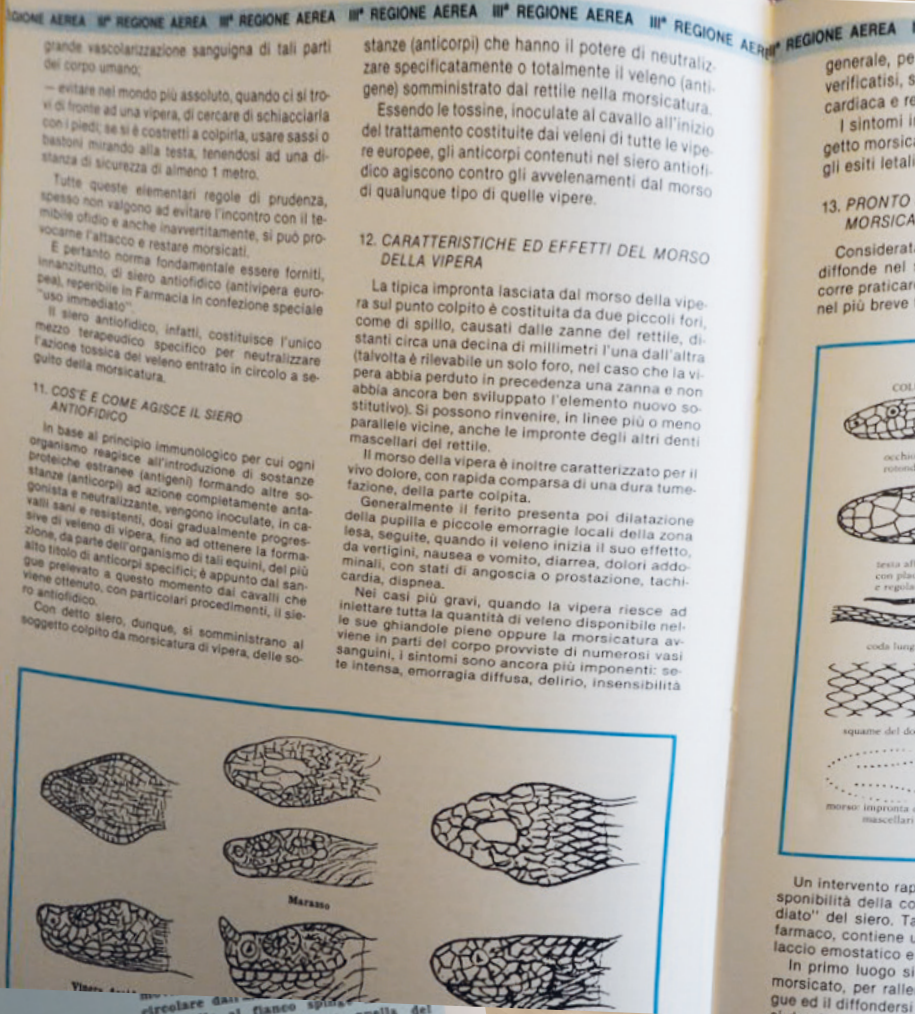 REGIONE AEREA IIIª REGIONE AEREA IIIª REGIONE AEREA IIIª REGIONE AEREA IIIª REGIONE AEREA IIIª REGIONE
grande vascolarizzazione sanguigna di tali parti
del corpo umano;
— evitare nel mondo più assoluto, quando ci si tro-
vi di fronte ad una vipera, di cercare di schiacciarla
con i piedi; se si è costretti a colpirla, usare sassi o
bastoni mirando alla testa, tenendosi ad una di-
stanza di sicurezza di almeno 1 metro.
Tutte queste elementari regole di prudenza,
spesso non valgono ad evitare l'incontro con il te-
mibile ofidio e anche inavvertitamente, si può pro-
vocarne l'attacco e restare morsicati.
È pertanto norma fondamentale essere forniti,
innanzitutto, di siero antiofidico (antivipera euro-
pea), reperibile in Farmacia in confezione speciale
"uso immediato".
Il siero antiofidico, infatti, costituisce l'unico
mezzo terapeudico specifico per neutralizzare
l'azione tossica del veleno entrato in circolo a se-
guito della morsicatura.
11. COS'E E COME AGISCE IL SIERO
ANTIOFIDICO
In base al principio immunologico per cui ogni
organismo reagisce all'introduzione di sostanze
proteiche estranee (antigeni) formando altre so-
stanze (anticorpi) ad azione completamente anta-
gonista e neutralizzante, vengono inoculate, in ca-
valli sani e resistenti, dosi gradualmente progres-
sive di veleno di vipera, fino ad ottenere la forma-
zione, da parte dell'organismo di tali equini, del più
alto titolo di anticorpi specifici; è appunto dal san-
gue prelevato a questo momento dai cavalli che
viene ottenuto, con particolari procedimenti, il sie-
ro antiofidico.
Con detto siero, dunque, si somministrano al
soggetto colpito da morsicatura di vipera, delle so-
stanze (anticorpi) che hanno il potere di neutraliz-
zare specificatamente o totalmente il veleno (anti-
gene) somministrato dal rettile nella morsicatura.
Essendo le tossine, inoculate al cavallo all'inizio
del trattamento costituite dai veleni di tutte le vipe-
re europee, gli anticorpi contenuti nel siero antiofi-
dico agiscono contro gli avvelenamenti dal morso
di qualunque tipo di quelle vipere.
12. CARATTERISTICHE ED EFFETTI DEL MORSO
DELLA VIPERA
La tipica impronta lasciata dal morso della vipe-
ra sul punto colpito è costituita da due piccoli fori,
come di spillo, causati dalle zanne del rettile, di-
stanti circa una decina di millimetri l'una dall'altra
(talvolta è rilevabile un solo foro, nel caso che la vi-
pera abbia perduto in precedenza una zanna e non
abbia ancora ben sviluppato l'elemento nuovo so-
stitutivo). Si possono rinvenire, in linee più o meno
parallele vicine, anche le impronte degli altri denti
mascellari del rettile.
Il morso della vipera è inoltre caratterizzato per il
vivo dolore, con rapida comparsa di una dura tume-
fazione, della parte colpita.
Generalmente il ferito presenta poi dilatazione
della pupilla e piccole emorragie locali della zona
lesa, seguite, quando il veleno inizia il suo effetto,
da vertigini, nausea e vomito, diarrea, dolori addo-
minali, con stati di angoscia o prostazione, tachi-
cardia, dispnea.
Nei casi più gravi, quando la vipera riesce ad
iniettare tutta la quantità di veleno disponibile nel-
le sue ghiandole piene oppure la morsicatura av-
viene in parti del corpo provviste di numerosi vasi
sanguini, i sintomi sono ancora più imponenti: se-
te intensa, emorragia diffusa, delirio, insensibilità
Marasso
Vipera
circolare
al fianco
del
REGIONE AEREA
generale, pe
verificatisi, s
cardiaca e re
I sintomi i
getto morsica
gli esiti letali
13. PRONTO
MORSICA
Considerata
diffonde nel
corre praticar
nel più breve
COL
occhio
rotond
testa
con pla
e regola
coda lung
squame del do
morso: impronta
mascellari
Un intervento rap
sponibilità della co
diato" del siero. Ta
farmaco, contiene u
laccio emostatico e
In primo luogo si
morsicato, per ralle
gue ed il diffondersi